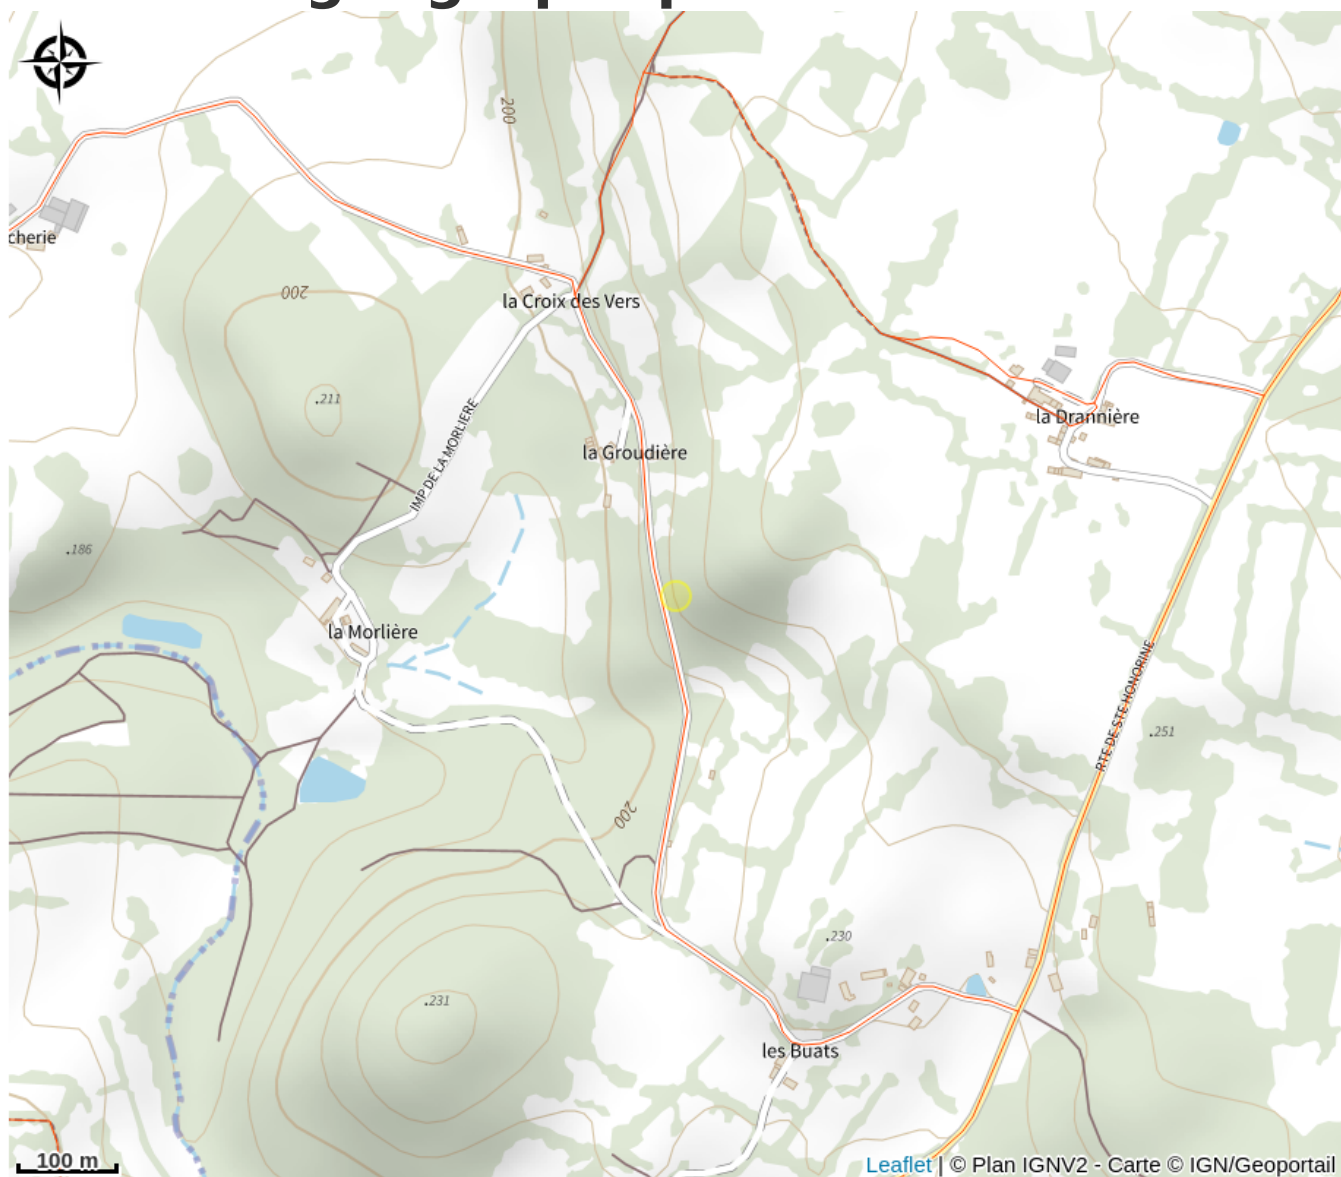 200
cherie
200
la Croix des Vers
.211
IMP DE LA MORLIERE
la Drannière
la Groudière
.186
la Morlière
RTE DE STE HONORINE
.251
200
.230
.231
les Buats
100 m
Leaflet | © Plan IGNV2 - Carte © IGN/Geoportail